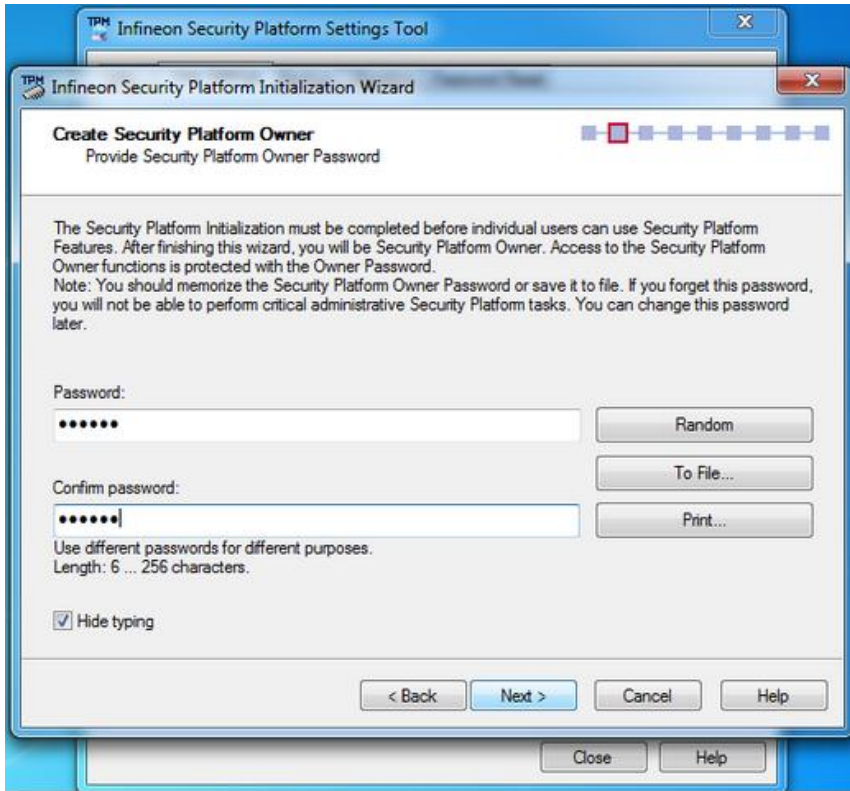 TPM Infineon Security Platform Settings Tool
TPM Infineon Security Platform Initialization Wizard
Create Security Platform Owner
Provide Security Platform Owner Password
The Security Platform Initialization must be completed before individual users can use Security Platform
Features. After finishing this wizard, you will be Security Platform Owner. Access to the Security Platform
Owner functions is protected with the Owner Password.
Note: You should memorize the Security Platform Owner Password or save it to file. If you forget this password,
you will not be able to perform critical administrative Security Platform tasks. You can change this password
later.
Password:
••••••
Random
To File...
Confirm password:
••••••
Print...
Use different passwords for different purposes.
Length: 6 ... 256 characters.
Hide typing
< Back Next > Cancel Help
Close Help